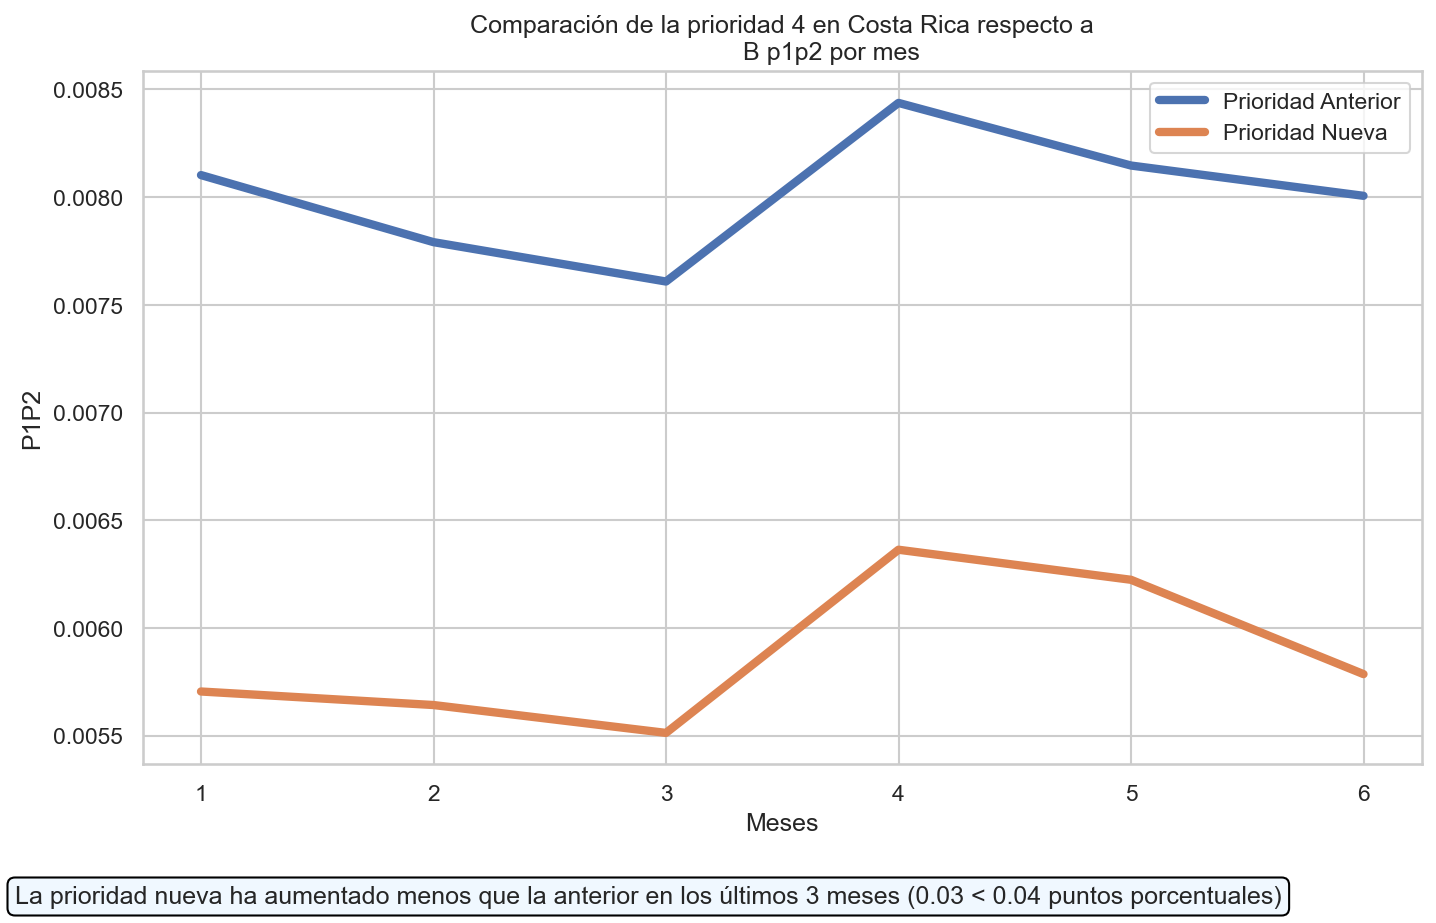 Comparación de la prioridad 4 en Costa Rica respecto a
B p1p2 por mes
Prioridad Anterior
Prioridad Nueva
0.0085
0.0080
0.0075
0.0070
0.0065
0.0060
0.0055
P1P2
1 2 3 4 5 6
Meses
La prioridad nueva ha aumentado menos que la anterior en los últimos 3 meses (0.03 < 0.04 puntos porcentuales)